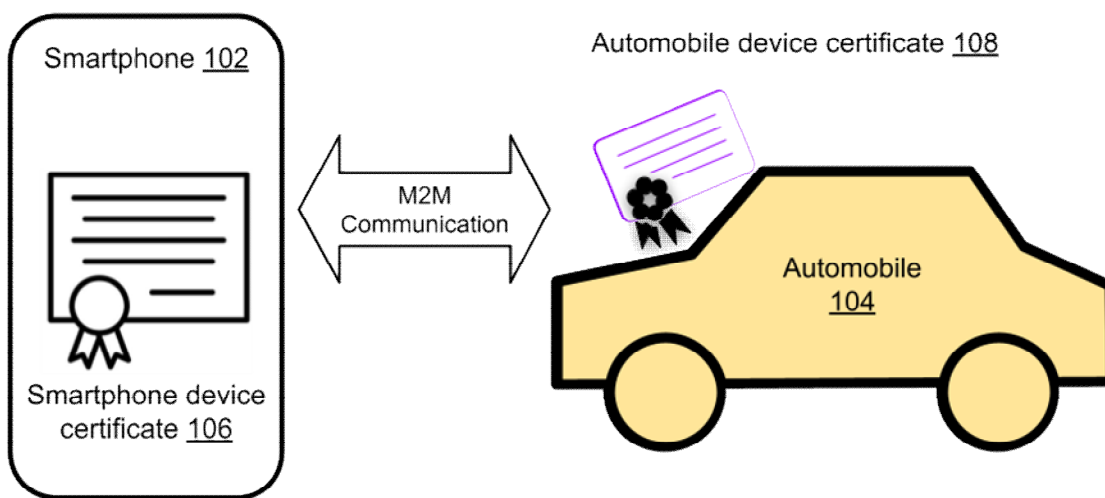 Smartphone 102
Smartphone device
certificate 106
M2M
Communication
Automobile device certificate 108
Automobile
104